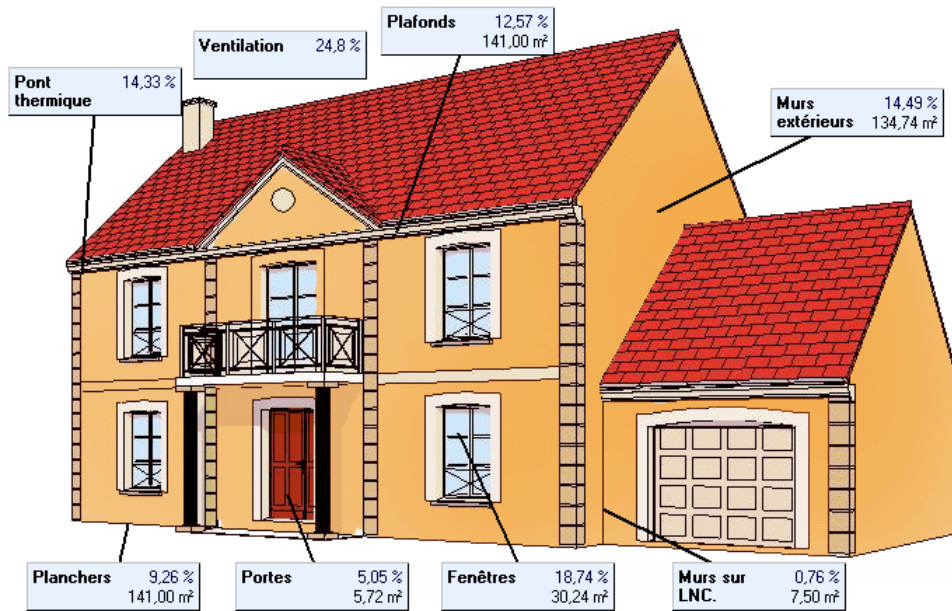 Plafonds 12,57 %
141,00 m²
Ventilation 24,8 %
Pont 14,33 %
thermique
Murs 14,49 %
extérieurs 134,74 m²
Planchers 9,26 %
141,00 m²
Portes 5,05 %
5,72 m²
Fenêtres 18,74 %
30,24 m²
Murs sur 0,76 %
LNC. 7,50 m²